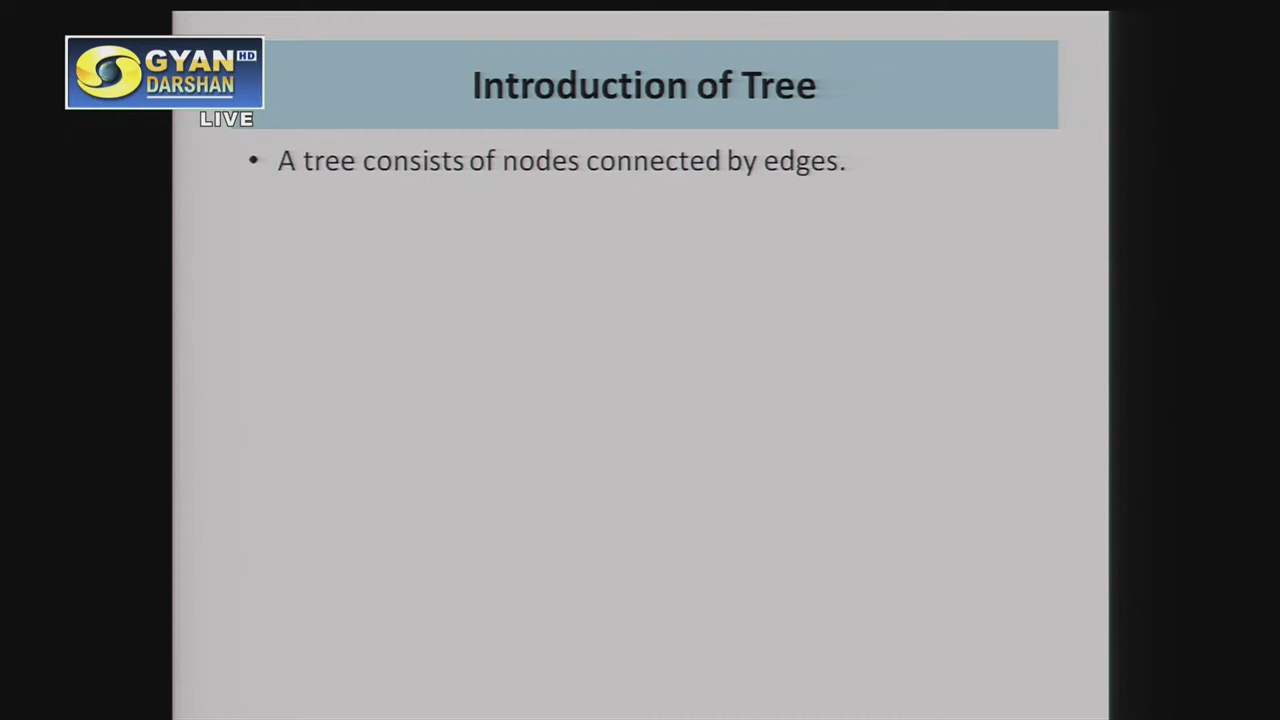 GYAN HD
DARSHAN
LIVE
Introduction of Tree
• A tree consists of nodes connected by edges.